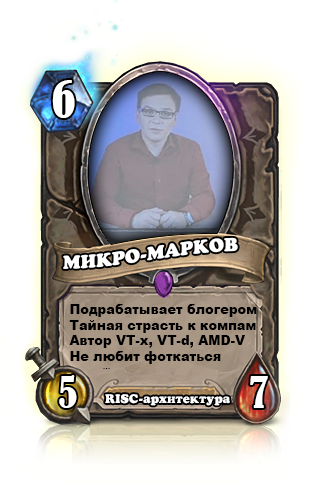 6
МИКРО-МАРКОВ
Подрабатывает блогером
Тайная страсть к компам
Автор VT-x, VT-d, AMD-V
Не любит фоткаться
...
5
RISC-архитектура
7